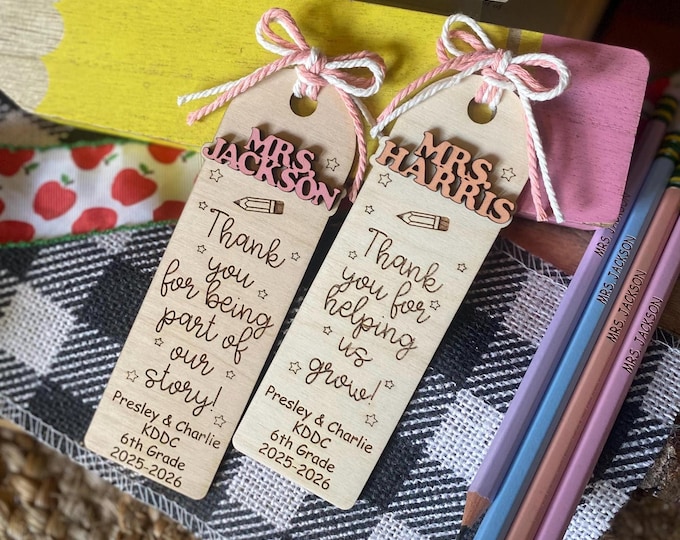 MRS.
JACKSON
Thank
you
for being
part of
our
story!
Presley & Charlie
KDDC
6th Grade
2025-2026
MRS.
HARRIS
Thank
you for
helping
us
grow!
Presley & Charlie
KDDC
6th Grade
2025-2026
MRS. JACKSON
MRS. JACKSON
MRS. JACKSON
MRS. JACKSON